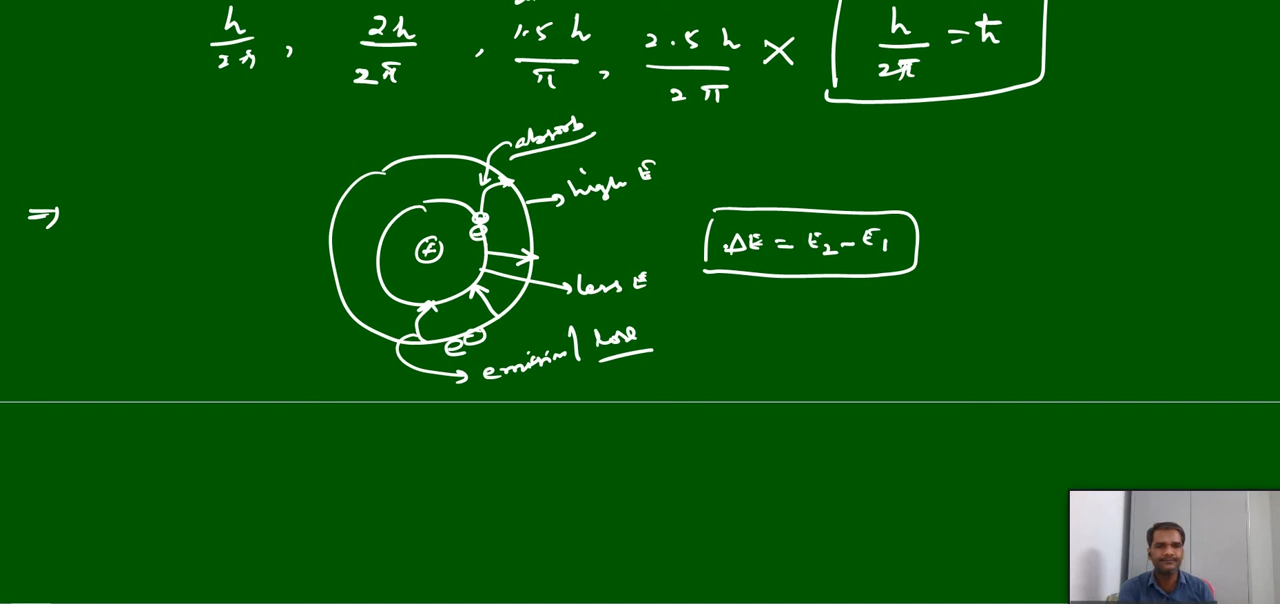 h/2π, 2h/2π, 1.5 h/π, 2.5 h/2π × h/2π = ħ
absorb
high E
⇒ + e ΔE = E₂ – E₁
less E
e⁻ emission/ lose